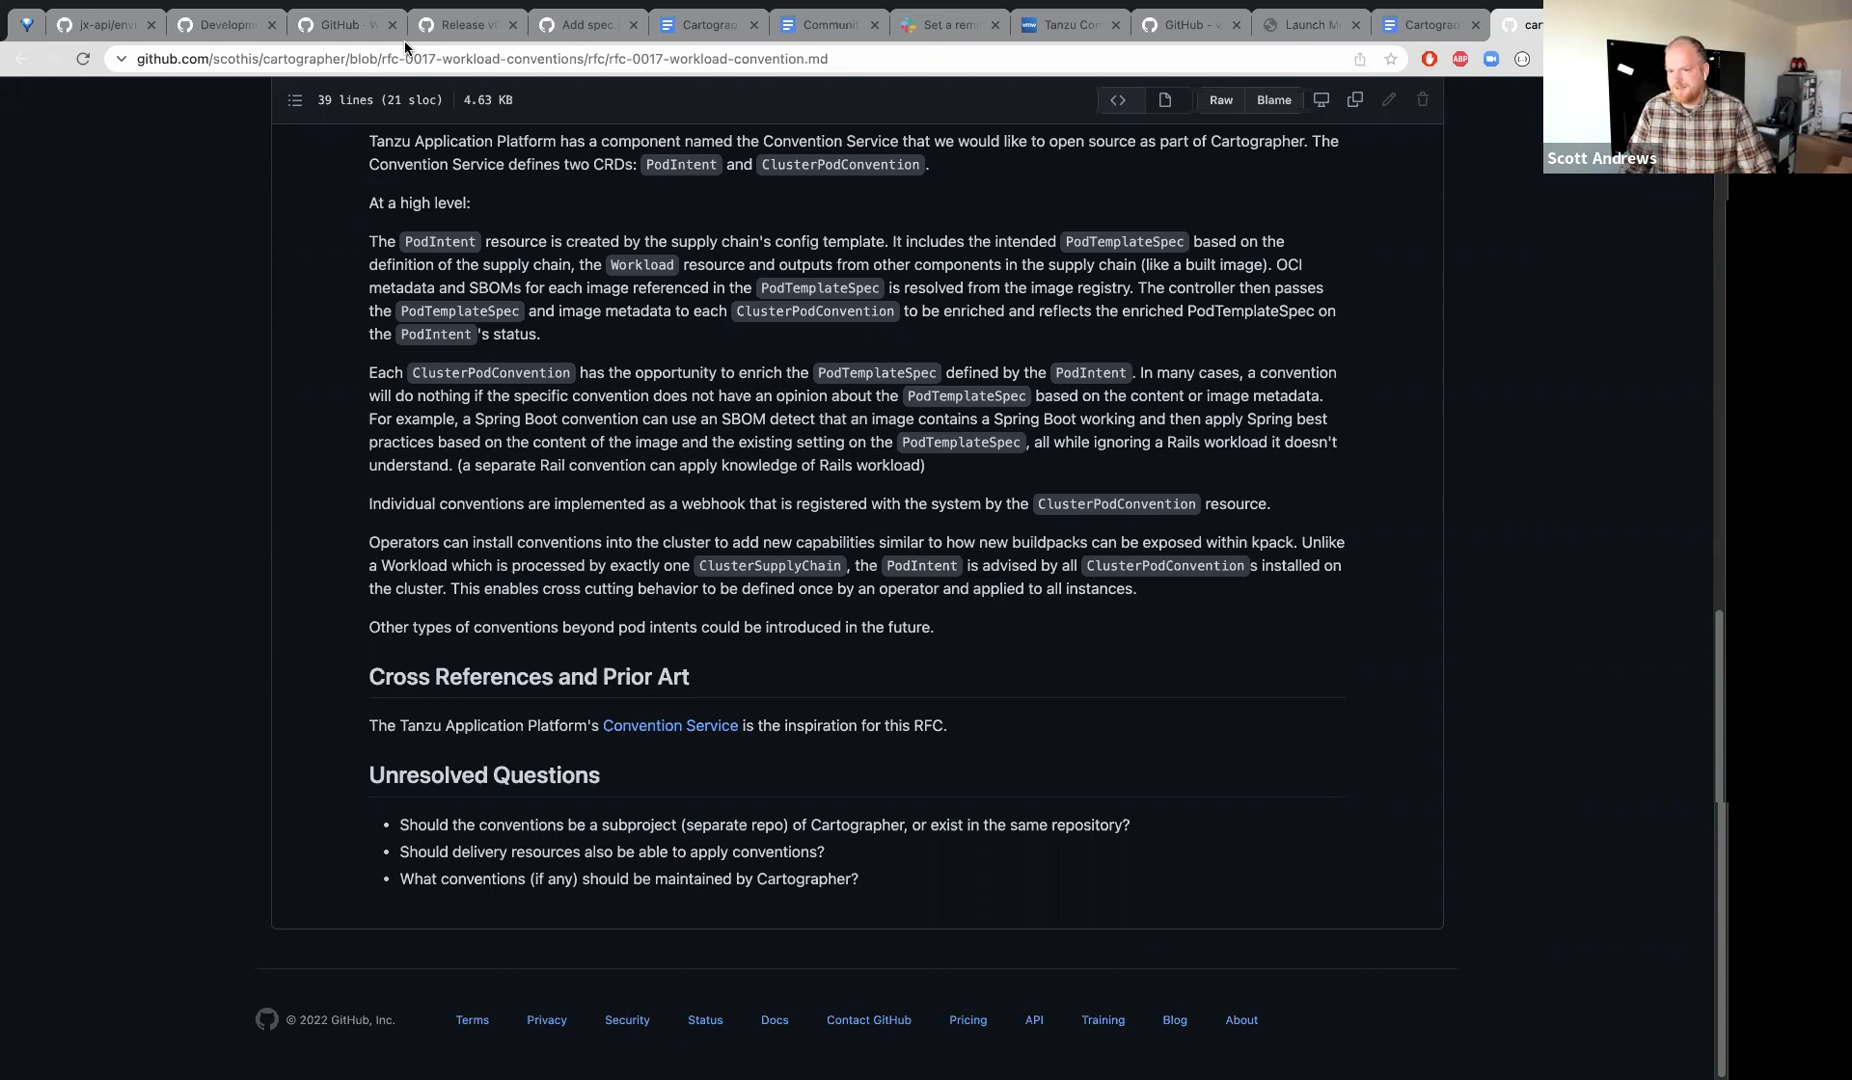 jx-api/env
Developm
GitHub - W
Release v0
Add spec.
Cartograp
Communit
Set a rem
Tanzu Con
GitHub - v
Launch M
Cartograp
github.com/scothis/cartographer/blob/rfc-0017-workload-conventions/rfc/rfc-0017-workload-convention.md
39 lines (21 sloc) 4.63 KB
Raw Blame
Scott Andrews
Tanzu Application Platform has a component named the Convention Service that we would like to open source as part of Cartographer. The
Convention Service defines two CRDs: PodIntent and ClusterPodConvention.
At a high level:
The PodIntent resource is created by the supply chain's config template. It includes the intended PodTemplateSpec based on the
definition of the supply chain, the Workload resource and outputs from other components in the supply chain (like a built image). OCI
metadata and SBOMs for each image referenced in the PodTemplateSpec is resolved from the image registry. The controller then passes
the PodTemplateSpec and image metadata to each ClusterPodConvention to be enriched and reflects the enriched PodTemplateSpec on
the PodIntent's status.
Each ClusterPodConvention has the opportunity to enrich the PodTemplateSpec defined by the PodIntent. In many cases, a convention
will do nothing if the specific convention does not have an opinion about the PodTemplateSpec based on the content or image metadata.
For example, a Spring Boot convention can use an SBOM detect that an image contains a Spring Boot working and then apply Spring best
practices based on the content of the image and the existing setting on the PodTemplateSpec, all while ignoring a Rails workload it doesn't
understand. (a separate Rail convention can apply knowledge of Rails workload)
Individual conventions are implemented as a webhook that is registered with the system by the ClusterPodConvention resource.
Operators can install conventions into the cluster to add new capabilities similar to how new buildpacks can be exposed within kpack. Unlike
a Workload which is processed by exactly one ClusterSupplyChain, the PodIntent is advised by all ClusterPodConventions installed on
the cluster. This enables cross cutting behavior to be defined once by an operator and applied to all instances.
Other types of conventions beyond pod intents could be introduced in the future.
Cross References and Prior Art
The Tanzu Application Platform's Convention Service is the inspiration for this RFC.
Unresolved Questions
• Should the conventions be a subproject (separate repo) of Cartographer, or exist in the same repository?
• Should delivery resources also be able to apply conventions?
• What conventions (if any) should be maintained by Cartographer?
© 2022 GitHub, Inc. Terms Privacy Security Status Docs Contact GitHub Pricing API Training Blog About